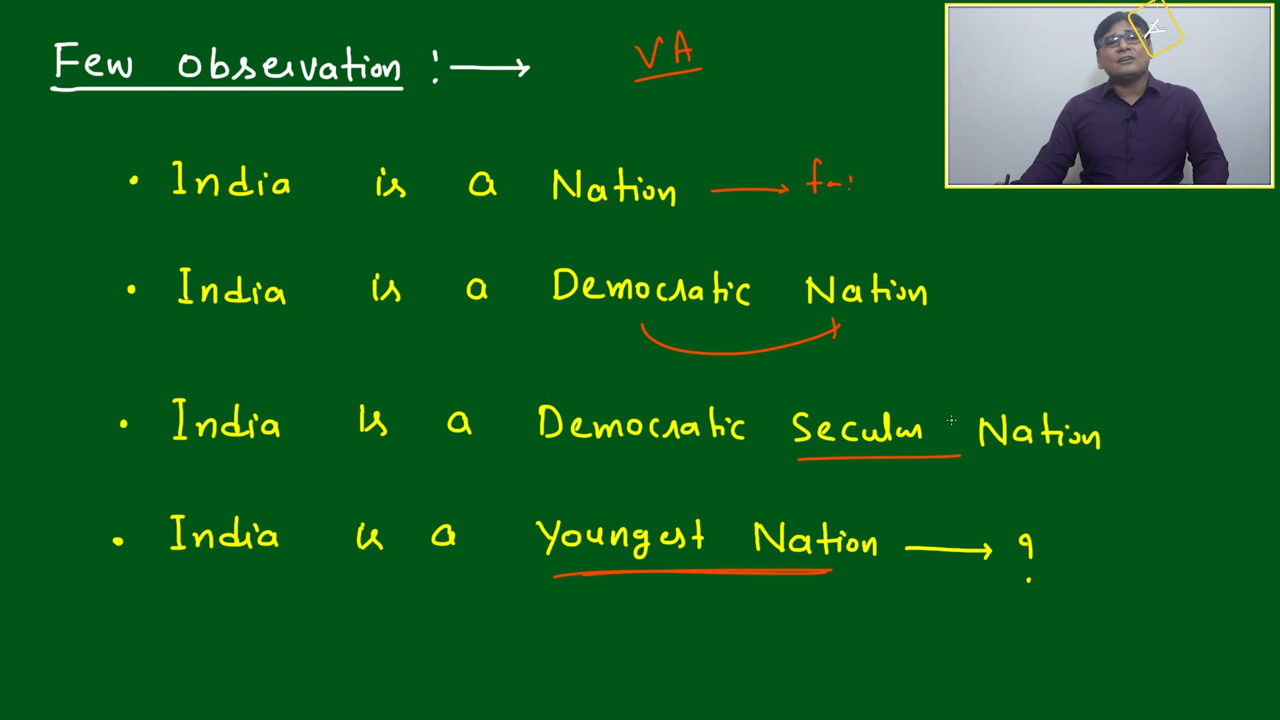 Few observation :⟶ VA
• India is a Nation ⟶
• India is a Democratic Nation
• India is a Democratic Secular Nation
• India is a Youngest Nation ⟶ ?